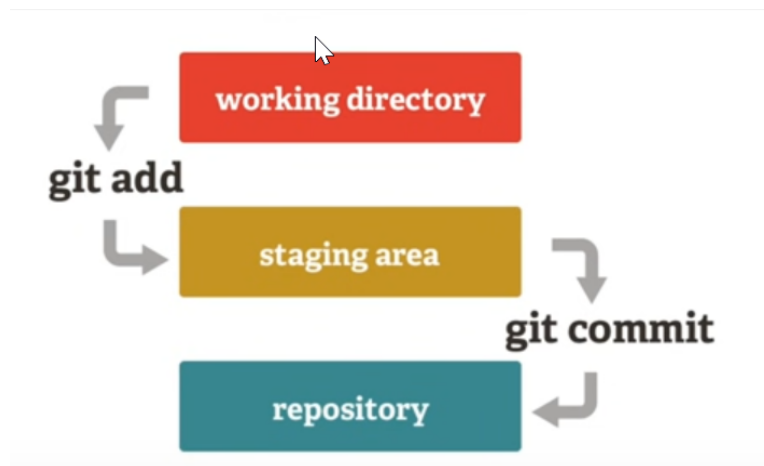 working directory
git add
staging area
git commit
repository